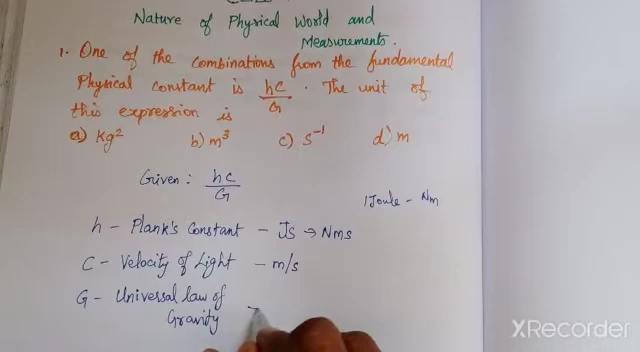 Nature of Physical World and
Measurements.
1. One of the combinations from the fundamental
Physical Constant is hc/G. The unit of
this expression is
a) Kg²
b) m³
c) S⁻¹
d) m
Given: hc/G
1 Joule - Nm
h - Plank's Constant - Js → Nms
C - Velocity of Light - m/s
G - Universal law of
Gravity
XRecorder